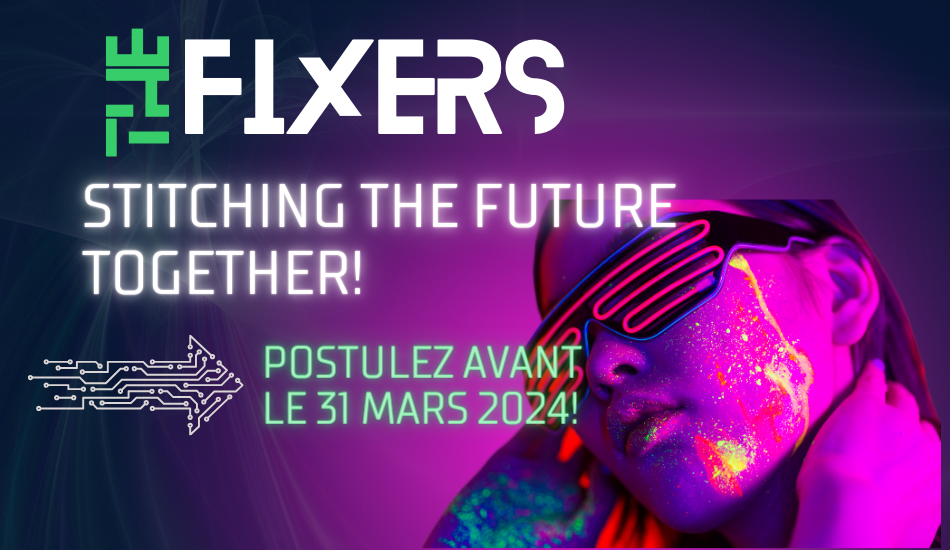 THE FIXERS
STITCHING THE FUTURE
TOGETHER!
POSTULEZ AVANT
LE 31 MARS 2024!